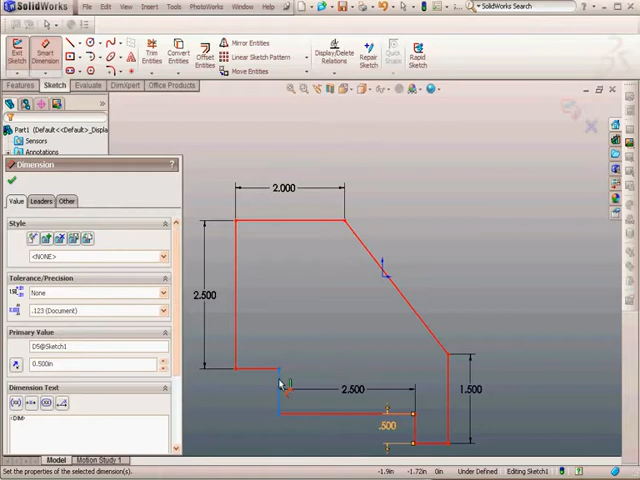 SolidWorks File Edit View Insert Tools PhotoWorks Window Help
Exit Sketch Smart Dimension Trim Entities Convert Entities Offset Entities Mirror Entities Linear Sketch Pattern Move Entities Display/Delete Relations Repair Sketch Quick Snaps Rapid Sketch
Features Sketch Evaluate DimXpert Office Products
Part1 (Default<<Default>_Displa
Sensors
Annotations
Dimension ?
Value Leaders Other
Style
<NONE>
Tolerance/Precision
None
.123 (Document)
Primary Value
D5@Sketch1
0.500in
Dimension Text
<DIM>
2.000
2.500
2.500
1.500
.500
Model Motion Study 1
Set the properties of the selected dimension(s). -1.9in -1.72in 0in Under Defined Editing Sketch1